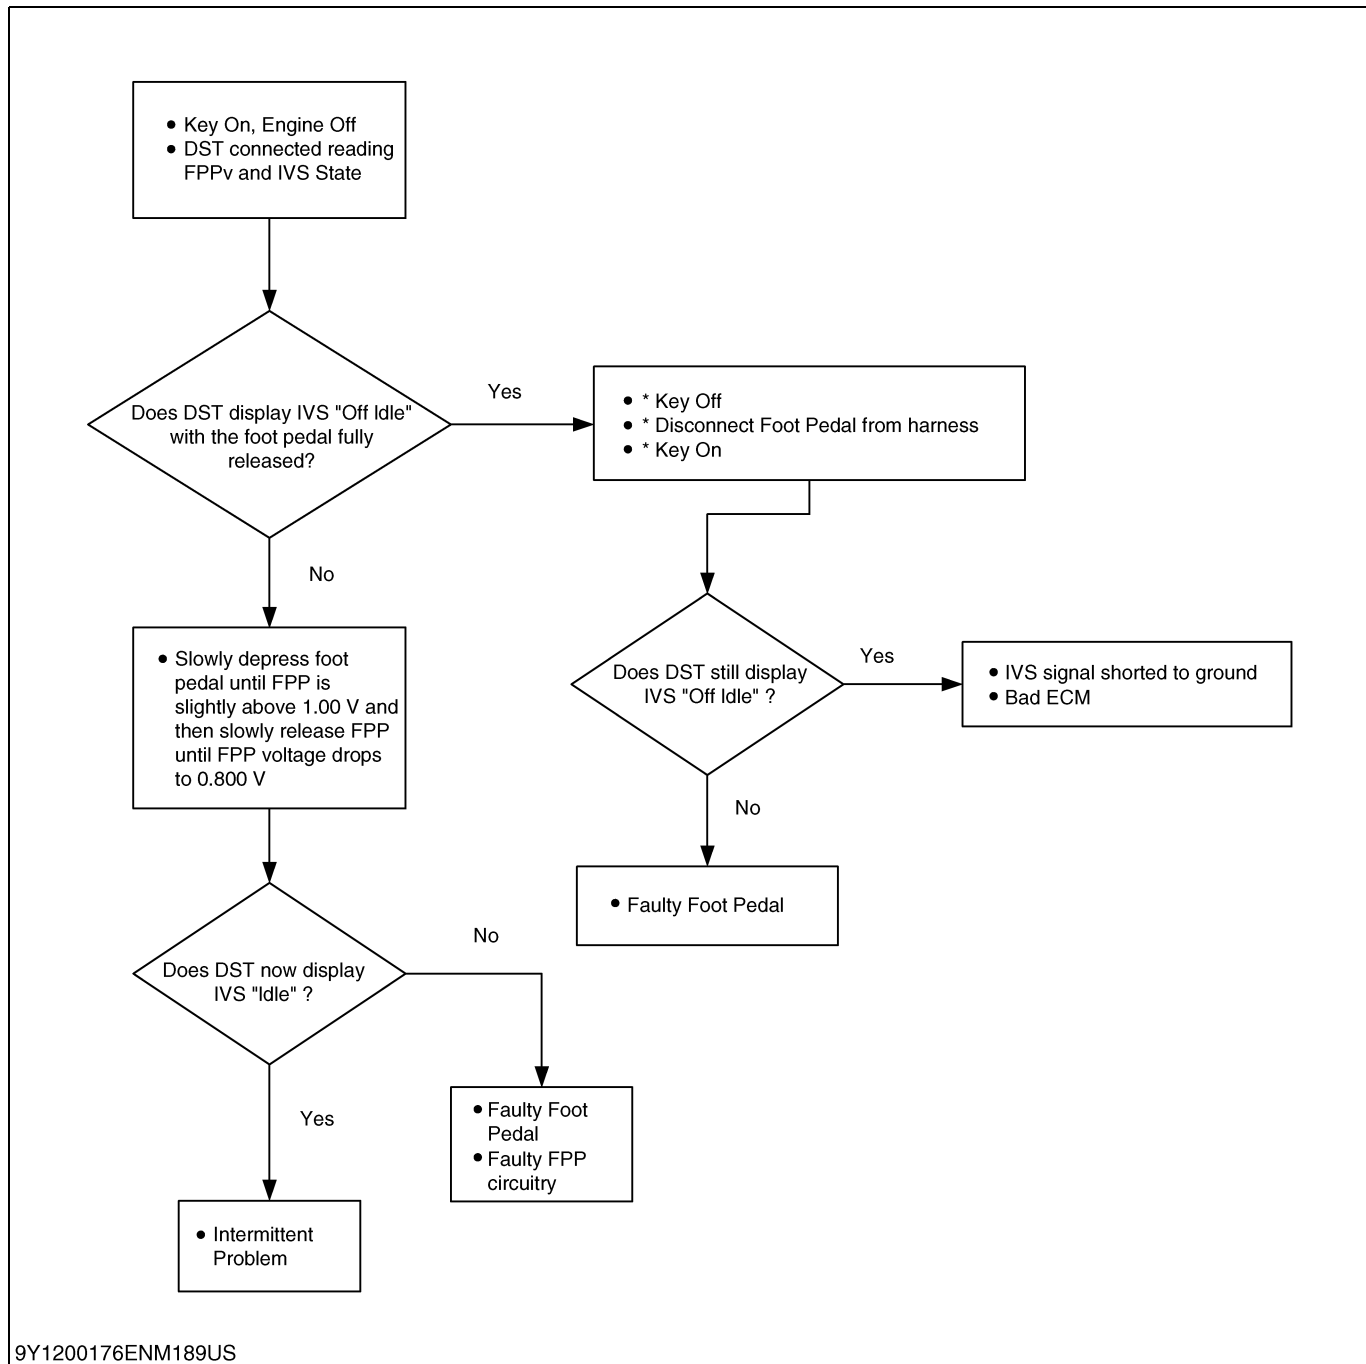 ● Key On, Engine Off
● DST connected reading
FPPv and IVS State
Does DST display IVS "Off Idle"
with the foot pedal fully
released?
Yes
● * Key Off
● * Disconnect Foot Pedal from harness
● * Key On
No
● Slowly depress foot
pedal until FPP is
slightly above 1.00 V and
then slowly release FPP
until FPP voltage drops
to 0.800 V
Does DST still display
IVS "Off Idle" ?
Yes
● IVS signal shorted to ground
● Bad ECM
No
● Faulty Foot Pedal
Does DST now display
IVS "Idle" ?
No
● Faulty Foot
Pedal
● Faulty FPP
circuitry
Yes
● Intermittent
Problem
9Y1200176ENM189US